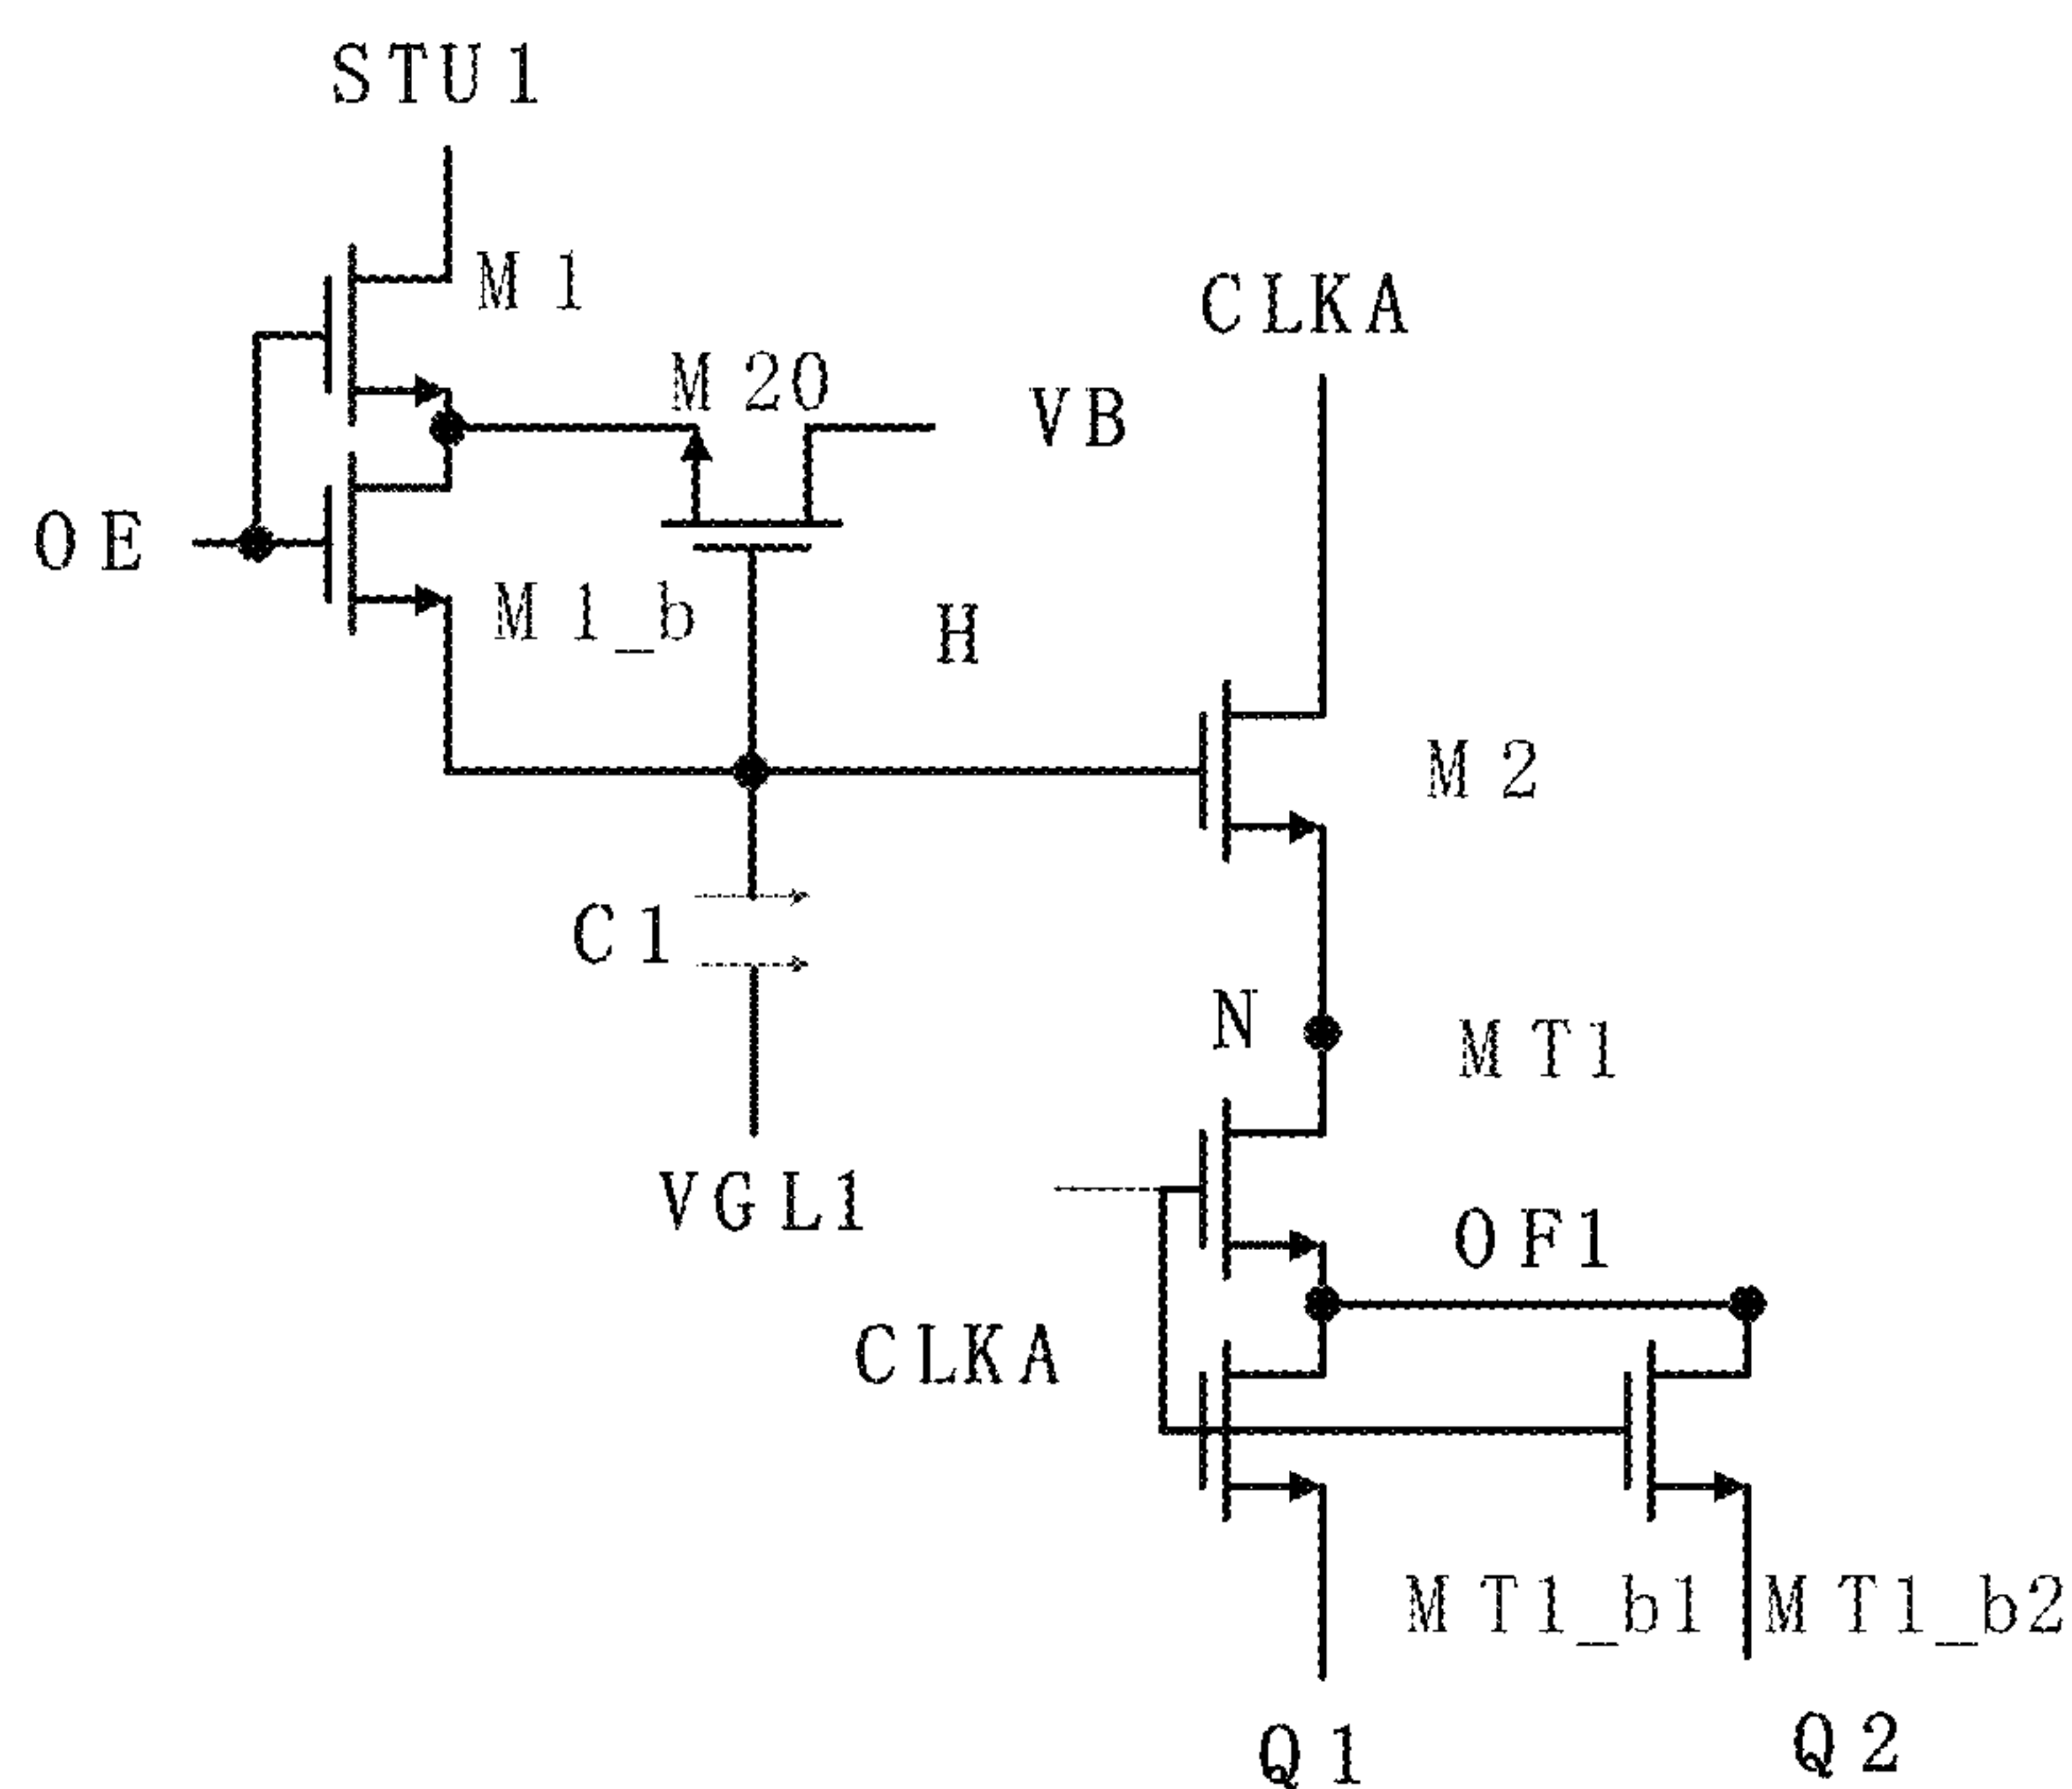 STU1
M1
CLKA
M20
VB
OE
M1_b
H
M2
C1
N
MT1
VGL1
OF1
CLKA
MT1_b1
MT1_b2
Q1
Q2